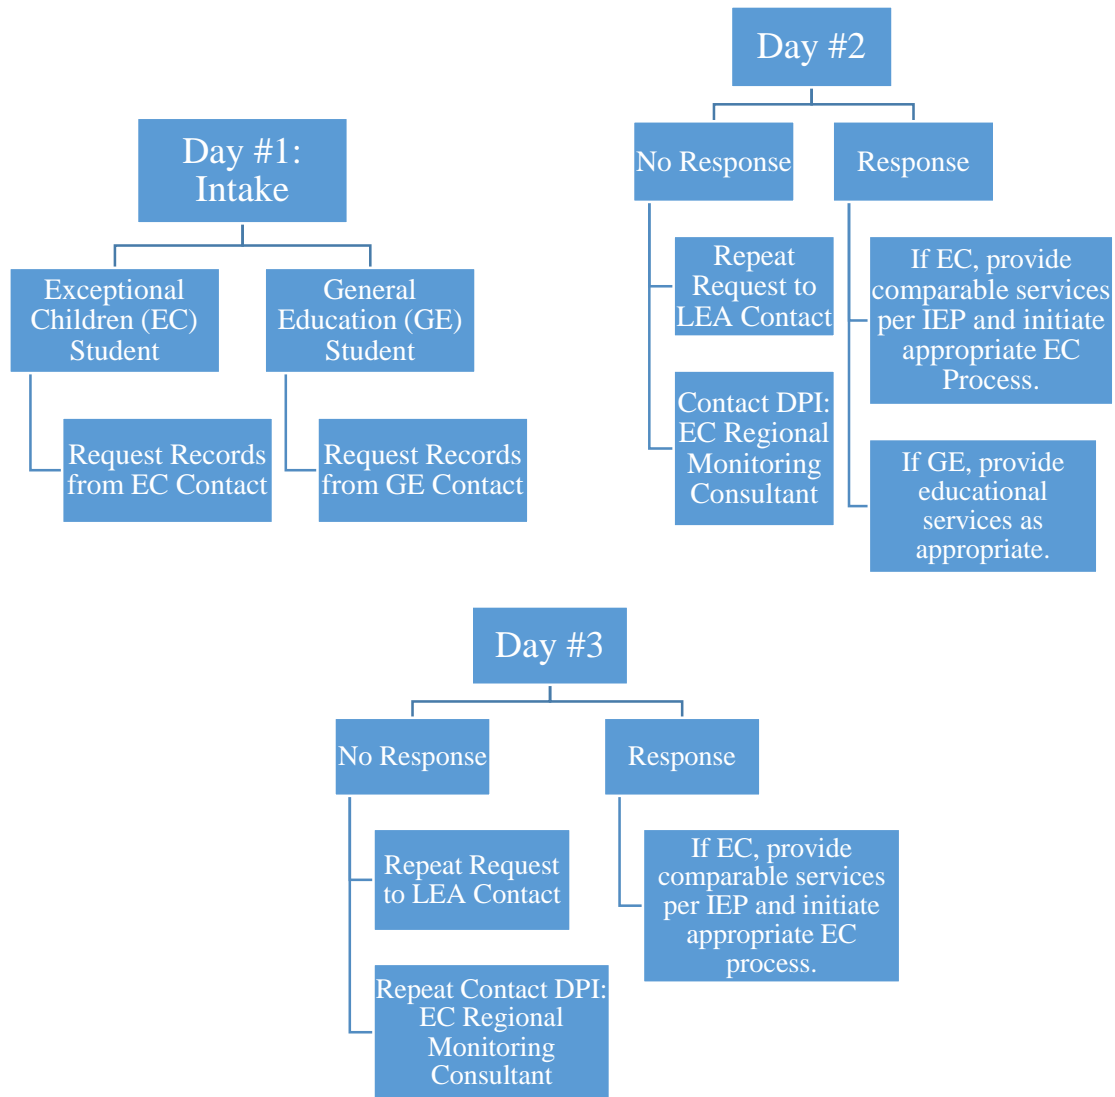 Day #1:
Intake
Exceptional
Children (EC)
Student
Request Records
from EC Contact
General
Education (GE)
Student
Request Records
from GE Contact
Day #2
No Response
Repeat
Request to
LEA Contact
Contact DPI:
EC Regional
Monitoring
Consultant
Response
If EC, provide
comparable services
per IEP and initiate
appropriate EC
Process.
If GE, provide
educational
services as
appropriate.
Day #3
No Response
Repeat Request
to LEA Contact
Repeat Contact DPI:
EC Regional
Monitoring
Consultant
Response
If EC, provide
comparable services
per IEP and initiate
appropriate EC
process.